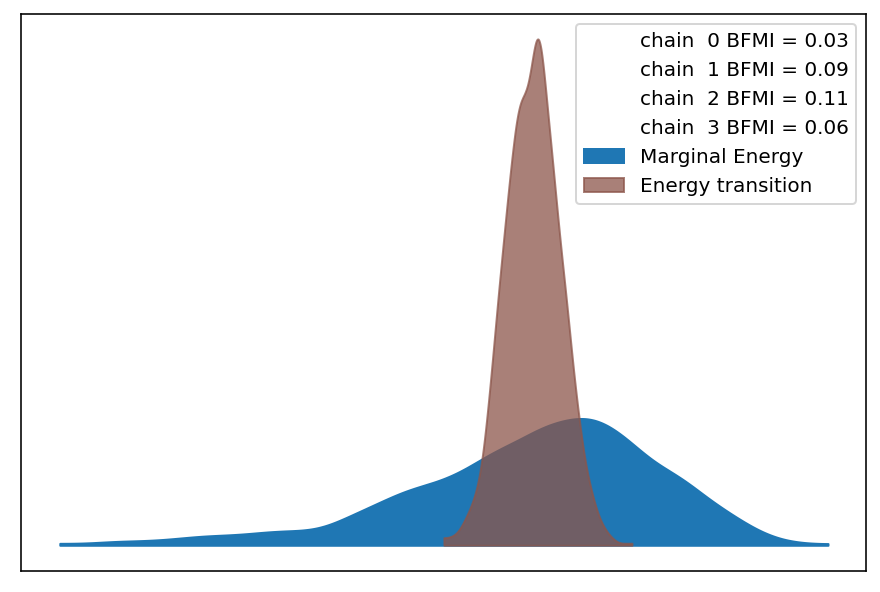 chain  0 BFMI = 0.03
chain  1 BFMI = 0.09
chain  2 BFMI = 0.11
chain  3 BFMI = 0.06
Marginal Energy
Energy transition